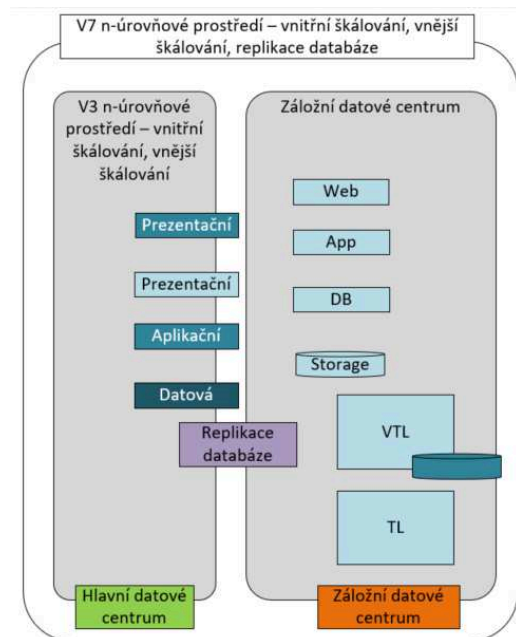 V7 n-úrovňové prostředí – vnitřní škálování, vnější
škálování, replikace databáze
V3 n-úrovňové
prostředí – vnitřní
škálování, vnější
škálování
Prezentační
Prezentační
Aplikační
Datová
Replikace
databáze
Hlavní datové
centrum
Záložní datové centrum
Web
App
DB
Storage
VTL
TL
Záložní datové
centrum